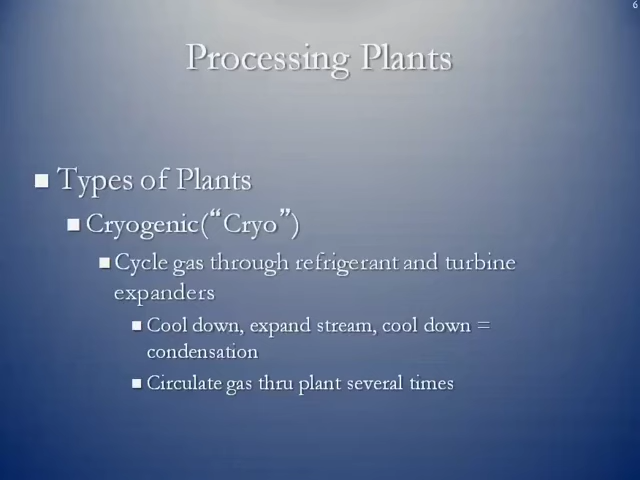 6
Processing Plants
Types of Plants
Cryogenic(“Cryo”)
Cycle gas through refrigerant and turbine
expanders
Cool down, expand stream, cool down =
condensation
Circulate gas thru plant several times